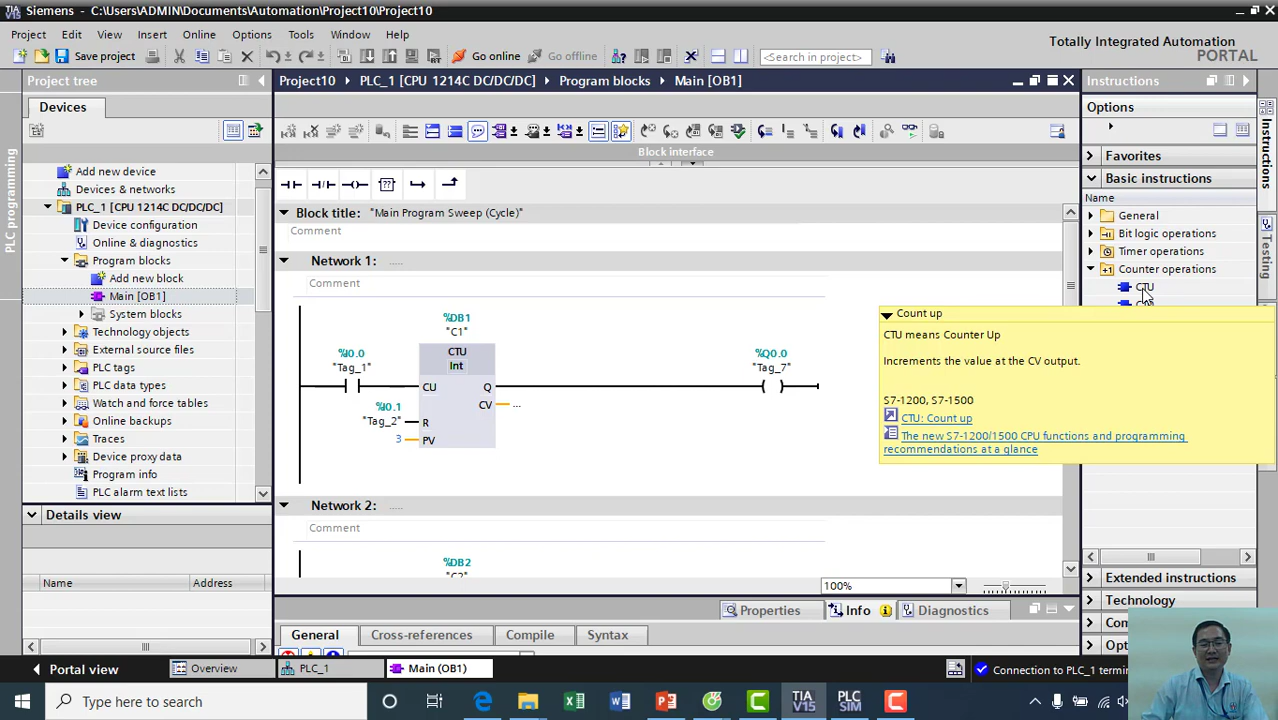 Siemens - C:\Users\ADMIN\Documents\Automation\Project10\Project10
Project Edit View Insert Online Options Tools Window Help
Totally Integrated Automation
PORTAL
Save project
Go online
Go offline
<Search in project>
Project tree
Project10 PLC_1 [CPU 1214C DC/DC/DC] Program blocks Main [OB1]
Instructions
Devices
Options
PLC programming
Add new device
Devices & networks
PLC_1 [CPU 1214C DC/DC/DC]
Device configuration
Online & diagnostics
Program blocks
Add new block
Main [OB1]
System blocks
Technology objects
External source files
PLC tags
PLC data types
Watch and force tables
Online backups
Traces
Device proxy data
Program info
PLC alarm text lists
Details view
Name Address
Block interface
Block title: "Main Program Sweep (Cycle)"
Comment
Network 1: .....
Comment
%DB1
"C1"
CTU
Int
%I0.0
"Tag_1"
CU Q
CV ...
%I0.1
"Tag_2" R
3 PV
%Q0.0
"Tag_7"
Network 2: .....
Comment
%DB2
"C2"
100%
Favorites
Basic instructions
Name
General
Bit logic operations
Timer operations
Counter operations
CTU
Count up
CTU means Counter Up
Increments the value at the CV output.
S7-1200, S7-1500
CTU: Count up
The new S7-1200/1500 CPU functions and programming
recommendations at a glance
Extended instructions
Technology
Instructions
Testing
Properties Info Diagnostics
General Cross-references Compile Syntax
Portal view Overview PLC_1 Main (OB1)
Connection to PLC_1 termin
Type here to search
TIA
V15
PLC
SIM